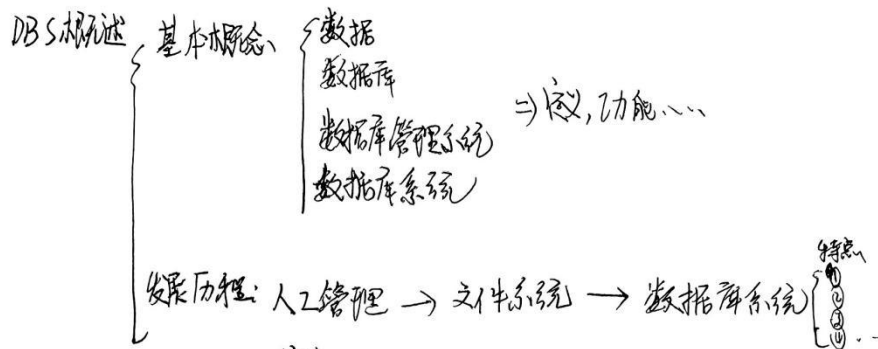 DBS概述
基本概念
数据
数据库
数据库管理系统
数据库系统
=> 定义,功能……
发展历程:人工管理 → 文件系统 → 数据库系统
特点
①
②
③
④…